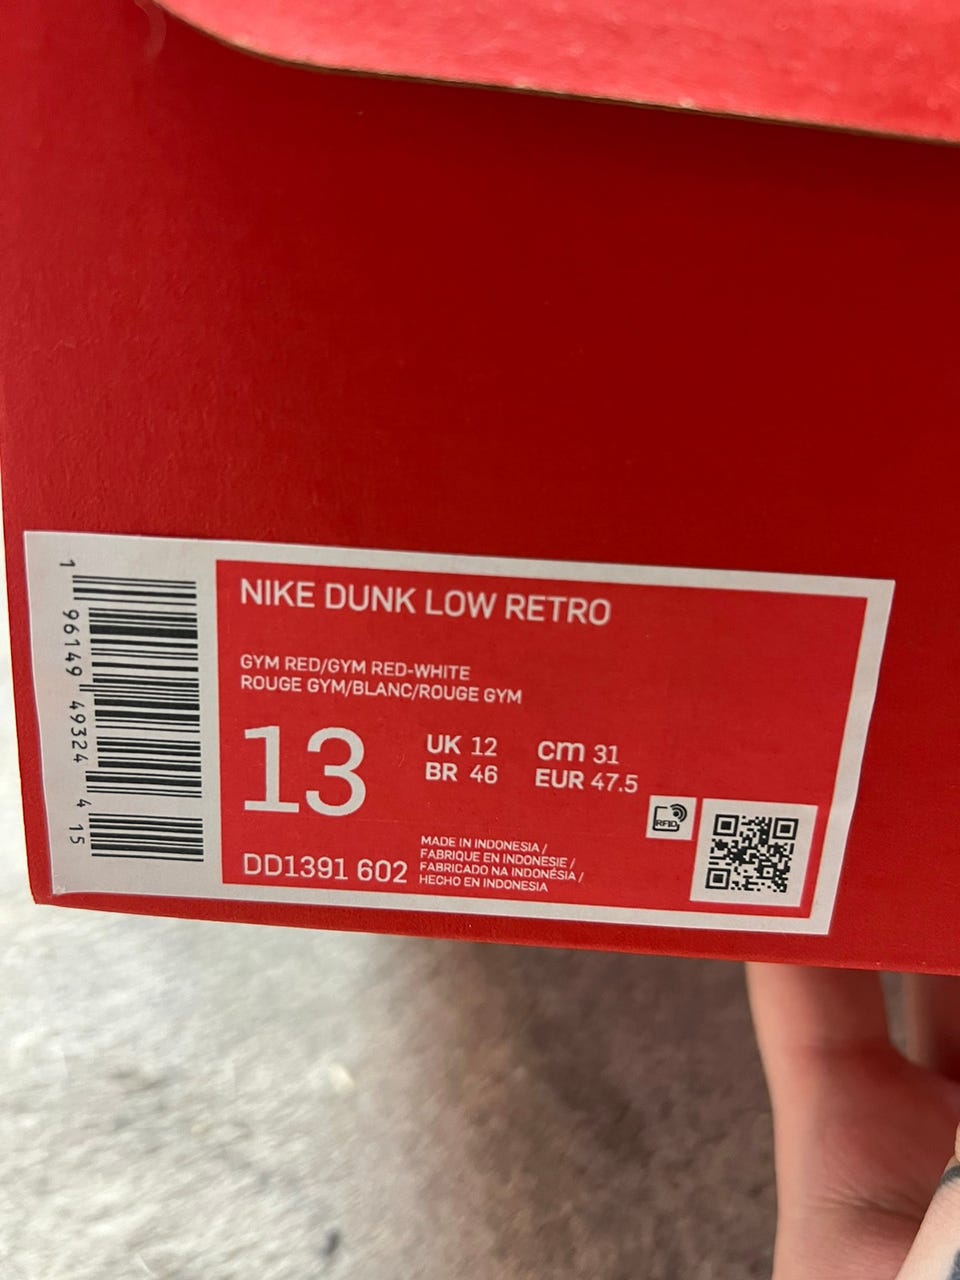 NIKE DUNK LOW RETRO
GYM RED/GYM RED-WHITE
ROUGE GYM/BLANC/ROUGE GYM
13
UK 12
cm 31
BR 46
EUR 47.5
RFID
DD1391 602
MADE IN INDONESIA /
FABRIQUE EN INDONESIE /
FABRICADO NA INDONÉSIA /
HECHO EN INDONESIA
1 96149 49324 4 15